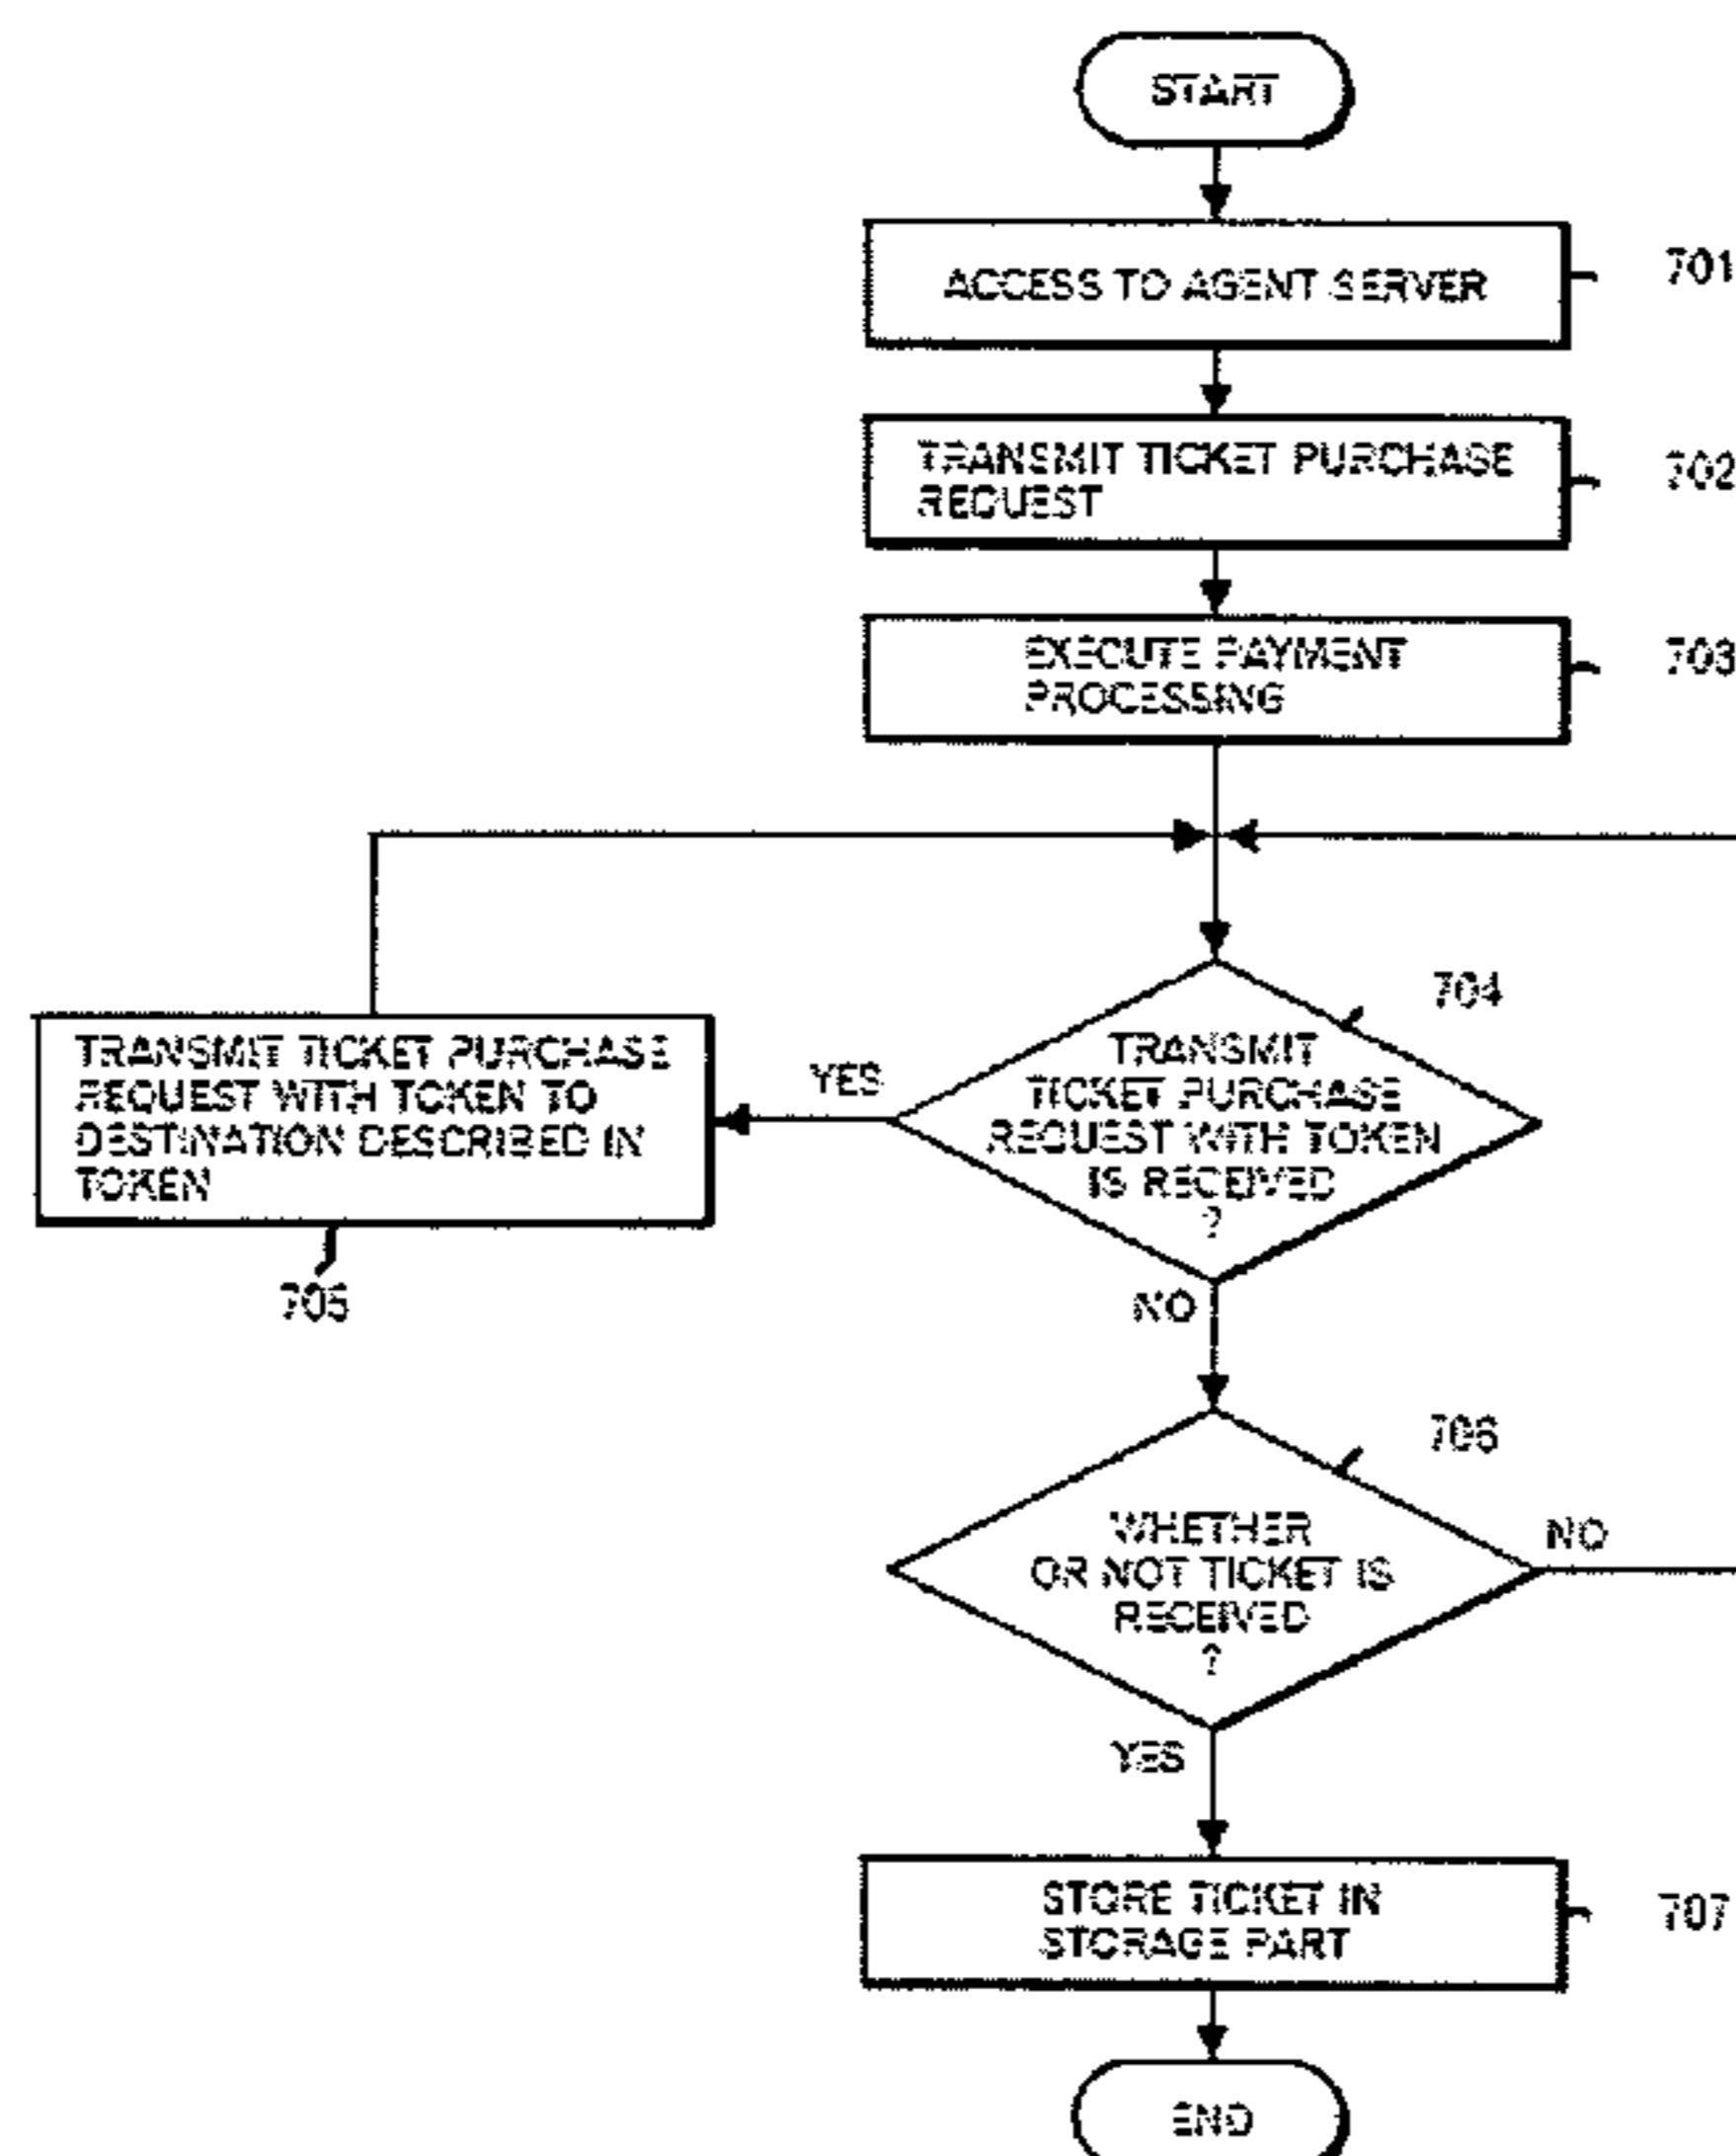 START
ACCESS TO AGENT SERVER
701
TRANSMIT TICKET PURCHASE
REQUEST
702
EXECUTE PAYMENT
PROCESSING
703
704
TRANSMIT
TICKET PURCHASE
REQUEST WITH TOKEN
IS RECEIVED
?
YES
TRANSMIT TICKET PURCHASE
REQUEST WITH TOKEN TO
DESTINATION DESCRIBED IN
TOKEN
705
NO
706
WHETHER
OR NOT TICKET IS
RECEIVED
?
NO
YES
STORE TICKET IN
STORAGE PART
707
END